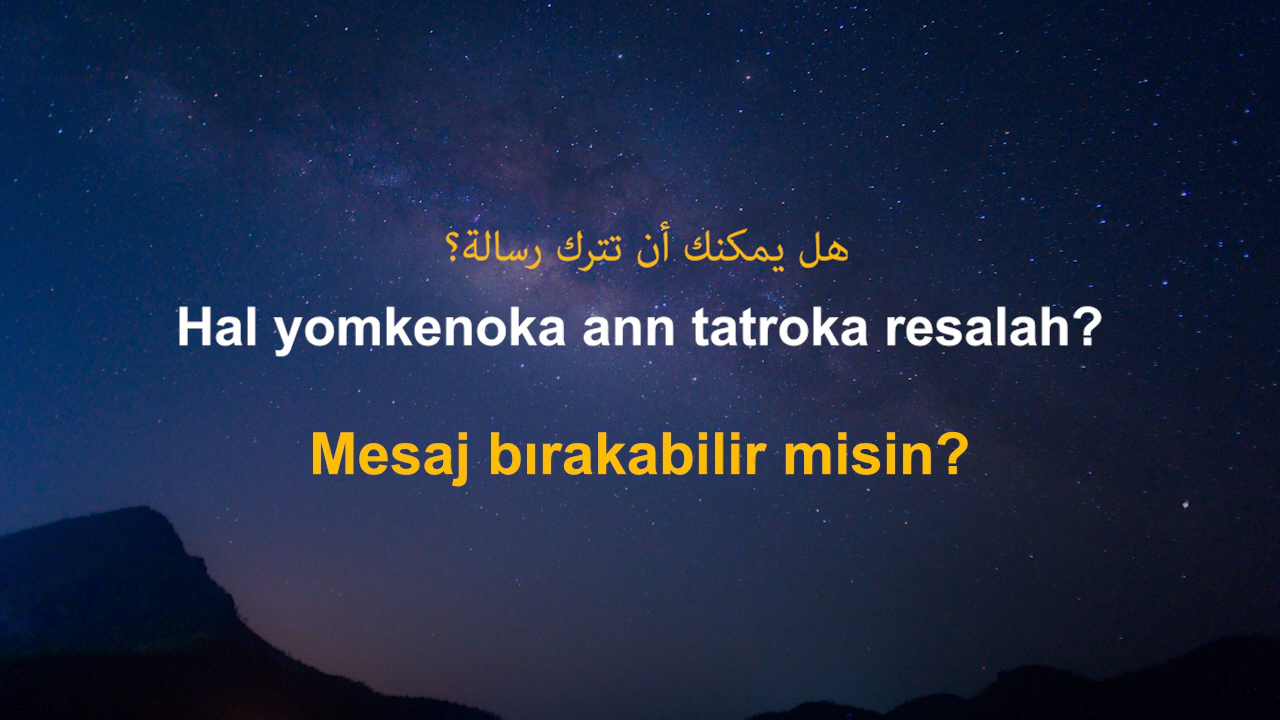 هل يمكنك أن تترك رسالة؟
Hal yomkenoka ann tatroka resalah?
Mesaj bırakabilir misin?